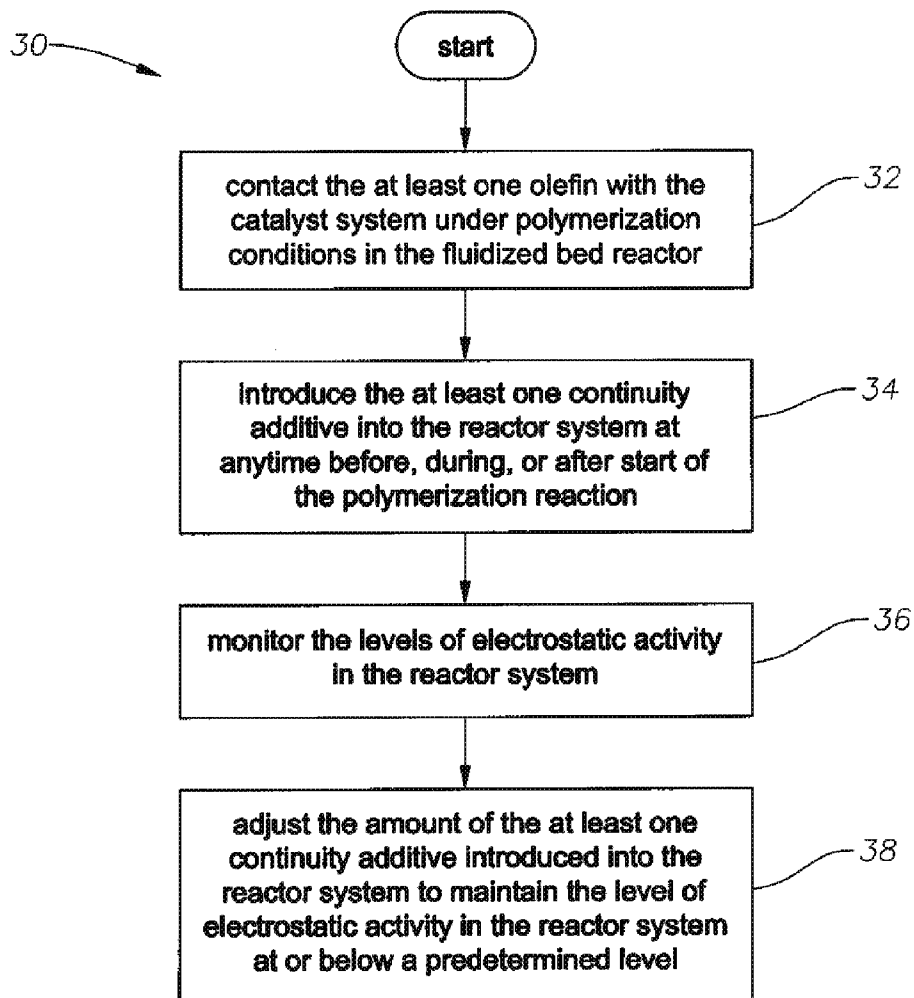 30
start
contact the at least one olefin with the
catalyst system under polymerization
conditions in the fluidized bed reactor
32
introduce the at least one continuity
additive into the reactor system at
anytime before, during, or after start of
the polymerization reaction
34
monitor the levels of electrostatic activity
in the reactor system
36
adjust the amount of the at least one
continuity additive introduced into the
reactor system to maintain the level of
electrostatic activity in the reactor system
at or below a predetermined level
38